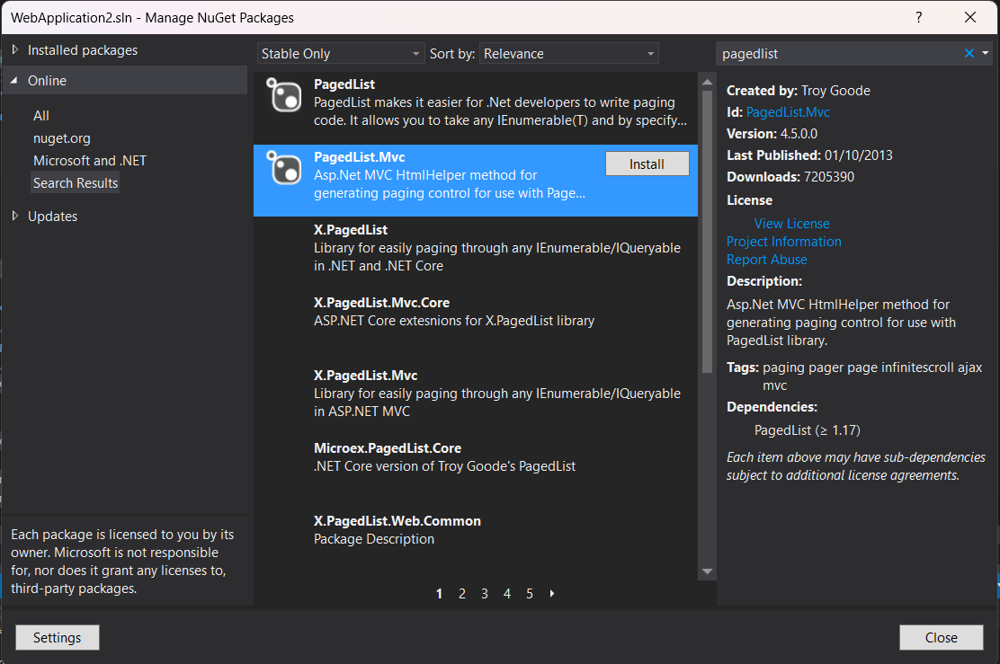 WebApplication2.sln - Manage NuGet Packages
?
Installed packages
Online
All
nuget.org
Microsoft and .NET
Search Results
Updates
Each package is licensed to you by its
owner. Microsoft is not responsible
for, nor does it grant any licenses to,
third-party packages.
Settings
Stable Only
Sort by: Relevance
PagedList
PagedList makes it easier for .Net developers to write paging
code. It allows you to take any IEnumerable(T) and by specify...
PagedList.Mvc
Install
Asp.Net MVC HtmlHelper method for
generating paging control for use with Page...
X.PagedList
Library for easily paging through any IEnumerable/IQueryable
in .NET and .NET Core
X.PagedList.Mvc.Core
ASP.NET Core extesnions for X.PagedList library
X.PagedList.Mvc
Library for easily paging through any IEnumerable/IQueryable
in ASP.NET MVC
Microex.PagedList.Core
.NET Core version of Troy Goode's PagedList
X.PagedList.Web.Common
Package Description
1 2 3 4 5
pagedlist
Created by: Troy Goode
Id: PagedList.Mvc
Version: 4.5.0.0
Last Published: 01/10/2013
Downloads: 7205390
License
View License
Project Information
Report Abuse
Description:
Asp.Net MVC HtmlHelper method for
generating paging control for use with
PagedList library.
Tags: paging pager page infinitescroll ajax
mvc
Dependencies:
PagedList (≥ 1.17)
Each item above may have sub-dependencies
subject to additional license agreements.
Close